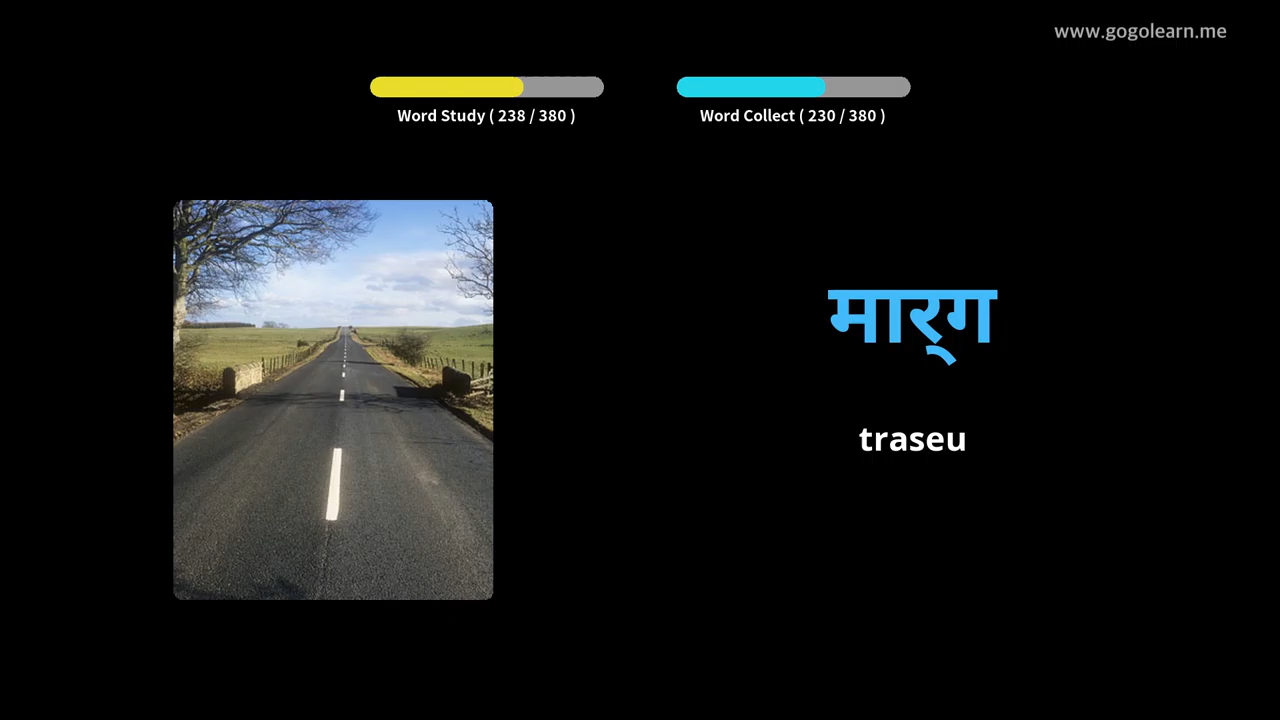 www.gogolearn.me
Word Study ( 238 / 380 )
Word Collect ( 230 / 380 )
मार्‌ग
traseu